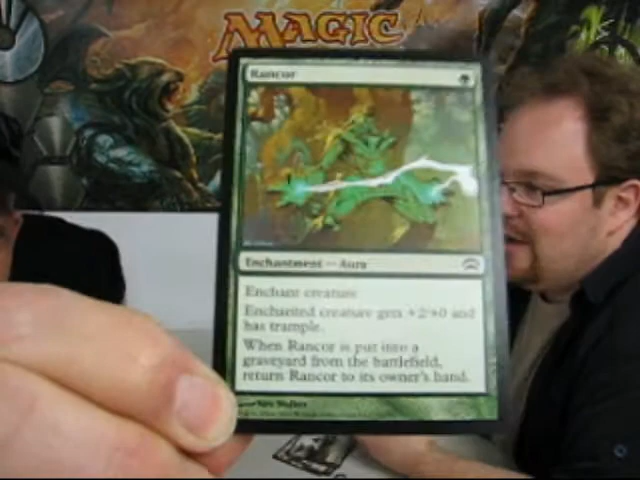 MAGIC
Rancor
Enchantment — Aura
Enchant creature
Enchanted creature gets +2/+0 and
has trample.
When Rancor is put into a
graveyard from the battlefield,
return Rancor to its owner's hand.